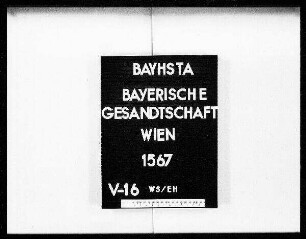 BAYHSTA
BAYERISCHE
GESANDTSCHAFT
WIEN
1567
V-16 WS/EH